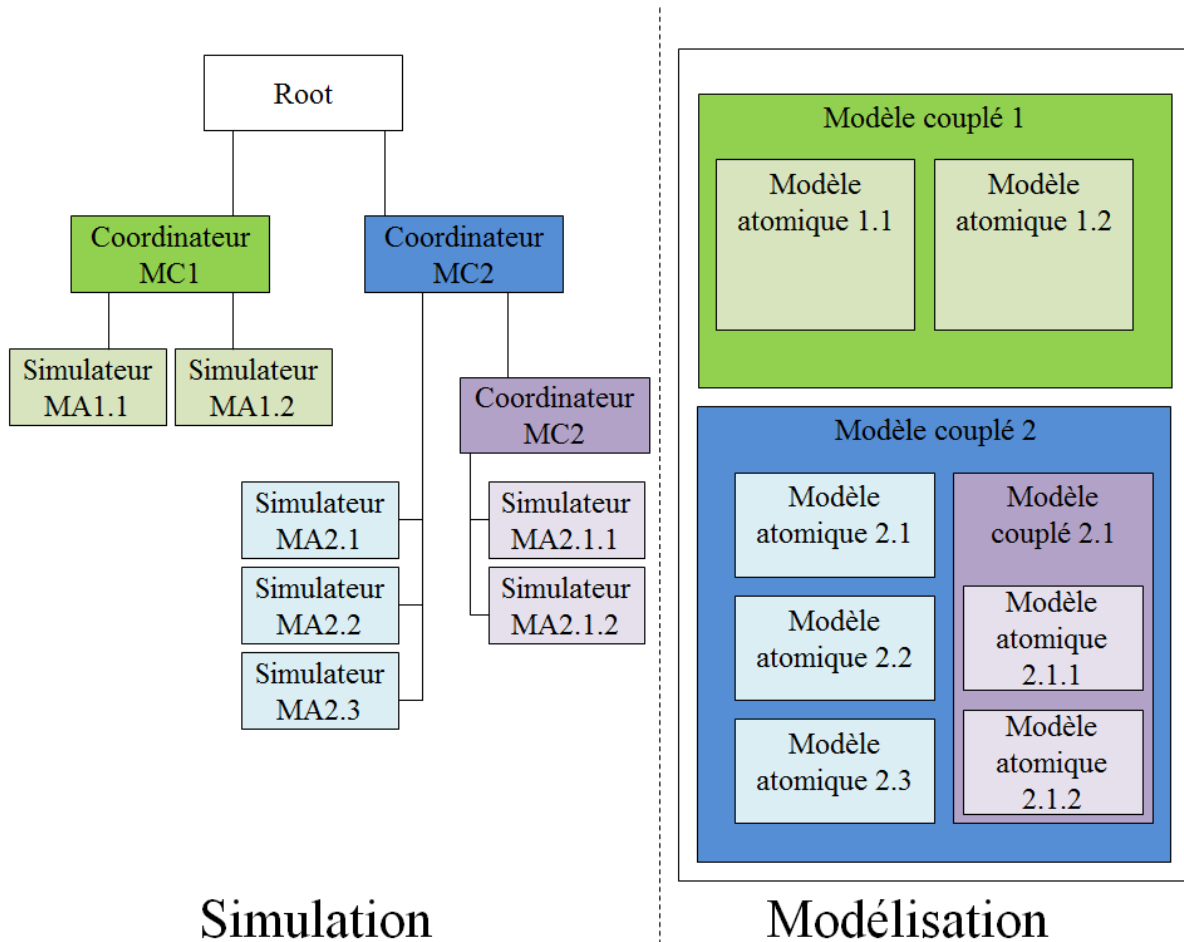 Root
Coordinateur
MC1
Coordinateur
MC2
Simulateur
MA1.1
Simulateur
MA1.2
Coordinateur
MC2
Simulateur
MA2.1
Simulateur
MA2.2
Simulateur
MA2.3
Simulateur
MA2.1.1
Simulateur
MA2.1.2
Simulation
Modèle couplé 1
Modèle
atomique 1.1
Modèle
atomique 1.2
Modèle couplé 2
Modèle
atomique 2.1
Modèle
atomique 2.2
Modèle
atomique 2.3
Modèle
couplé 2.1
Modèle
atomique
2.1.1
Modèle
atomique
2.1.2
Modélisation